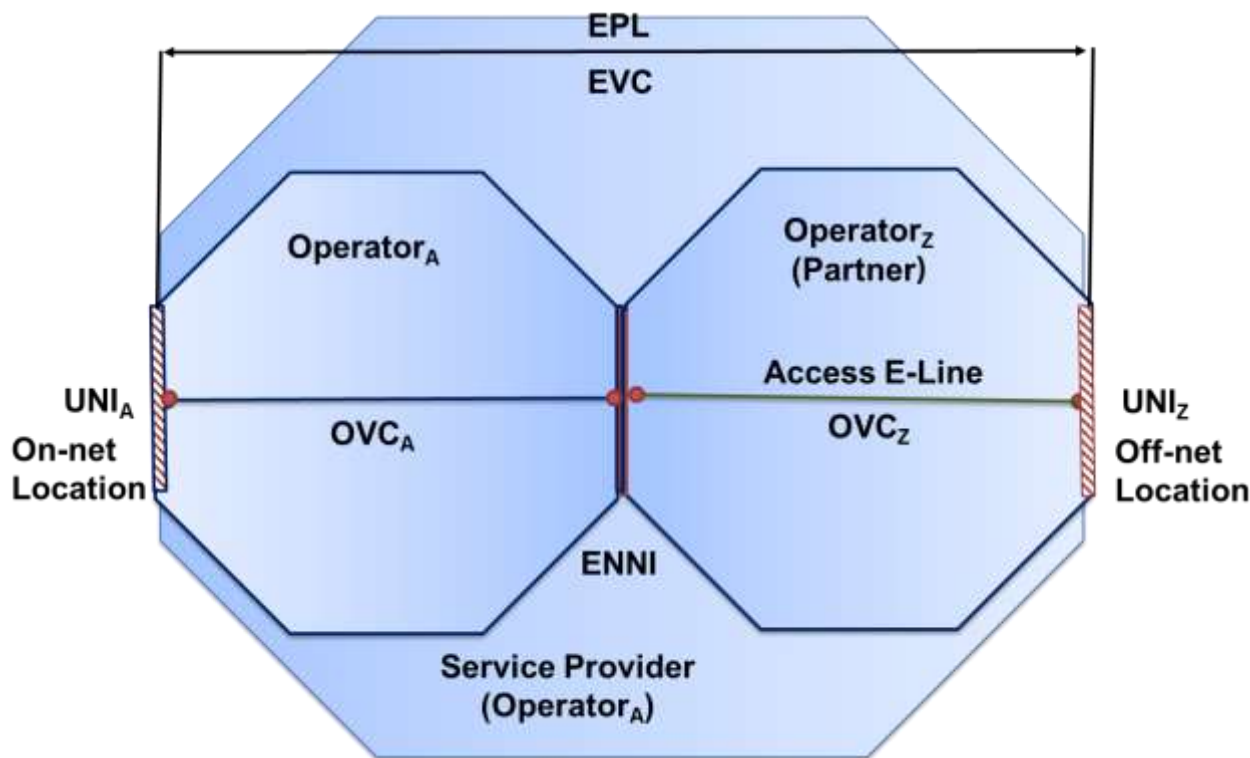 EPL
EVC
Operator_A
Operator_Z
(Partner)
Access E-Line
UNI_A
OVC_A
OVC_Z
UNI_Z
On-net
Location
Off-net
Location
ENNI
Service Provider
(Operator_A)